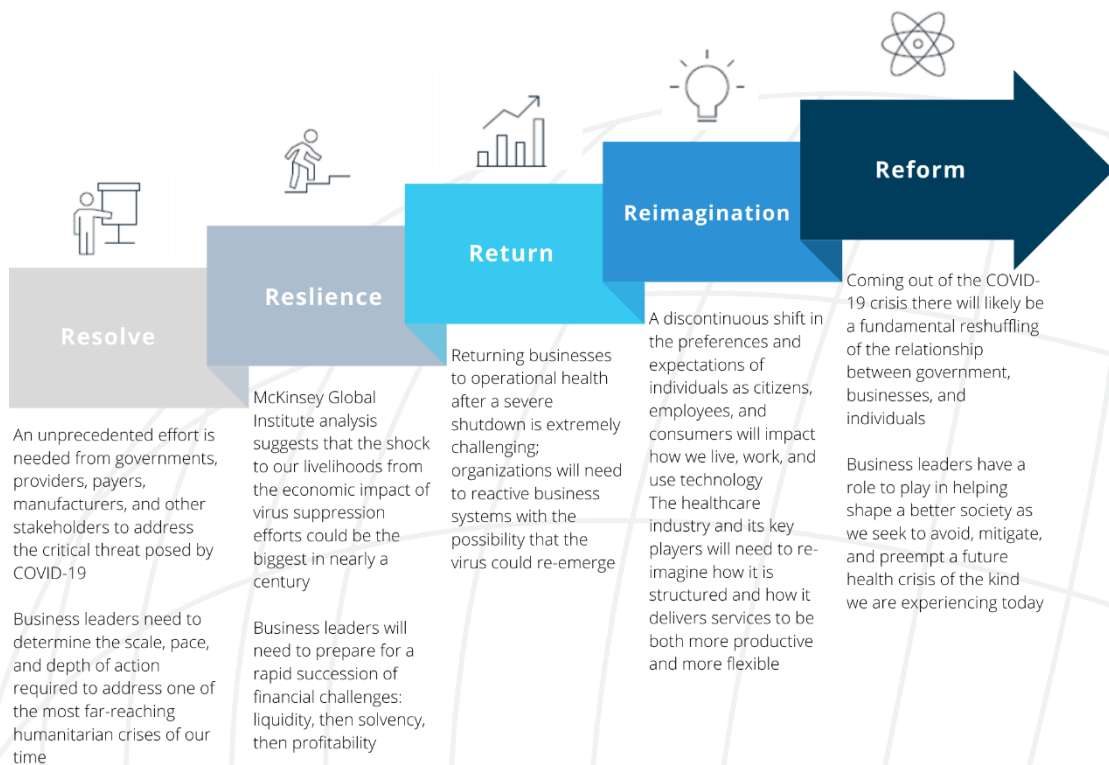 Resolve
An unprecedented effort is
needed from governments,
providers, payers,
manufacturers, and other
stakeholders to address
the critical threat posed by
COVID-19
Business leaders need to
determine the scale, pace,
and depth of action
required to address one of
the most far-reaching
humanitarian crises of our
time
Reslience
McKinsey Global
Institute analysis
suggests that the shock
to our livelihoods from
the economic impact of
virus suppression
efforts could be the
biggest in nearly a
century
Business leaders will
need to prepare for a
rapid succession of
financial challenges:
liquidity, then solvency,
then profitability
Return
Returning businesses
to operational health
after a severe
shutdown is extremely
challenging;
organizations will need
to reactive business
systems with the
possibility that the
virus could re-emerge
Reimagination
A discontinuous shift in
the preferences and
expectations of
individuals as citizens,
employees, and
consumers will impact
how we live, work, and
use technology
The healthcare
industry and its key
players will need to re-
imagine how it is
structured and how it
delivers services to be
both more productive
and more flexible
Reform
Coming out of the COVID-
19 crisis there will likely be
a fundamental reshuffling
of the relationship
between government,
businesses, and
individuals
Business leaders have a
role to play in helping
shape a better society as
we seek to avoid, mitigate,
and preempt a future
health crisis of the kind
we are experiencing today